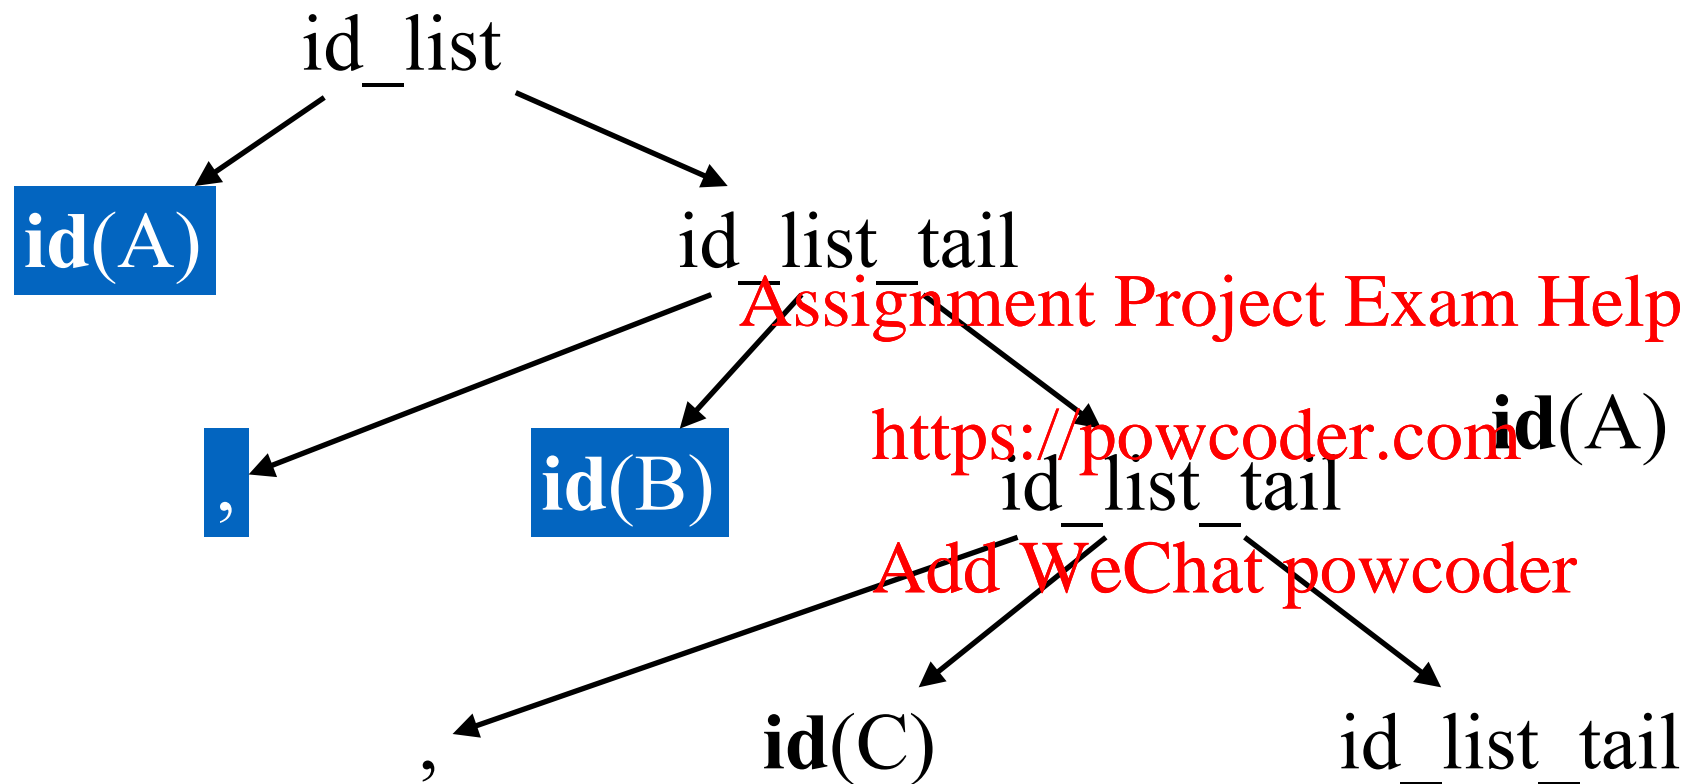 id_list
id(A)
id_list_tail
Assignment Project Exam Help
https://powcoder.com
id(A)
,
id(B)
id_list_tail
Add WeChat powcoder
,
id(C)
id_list_tail